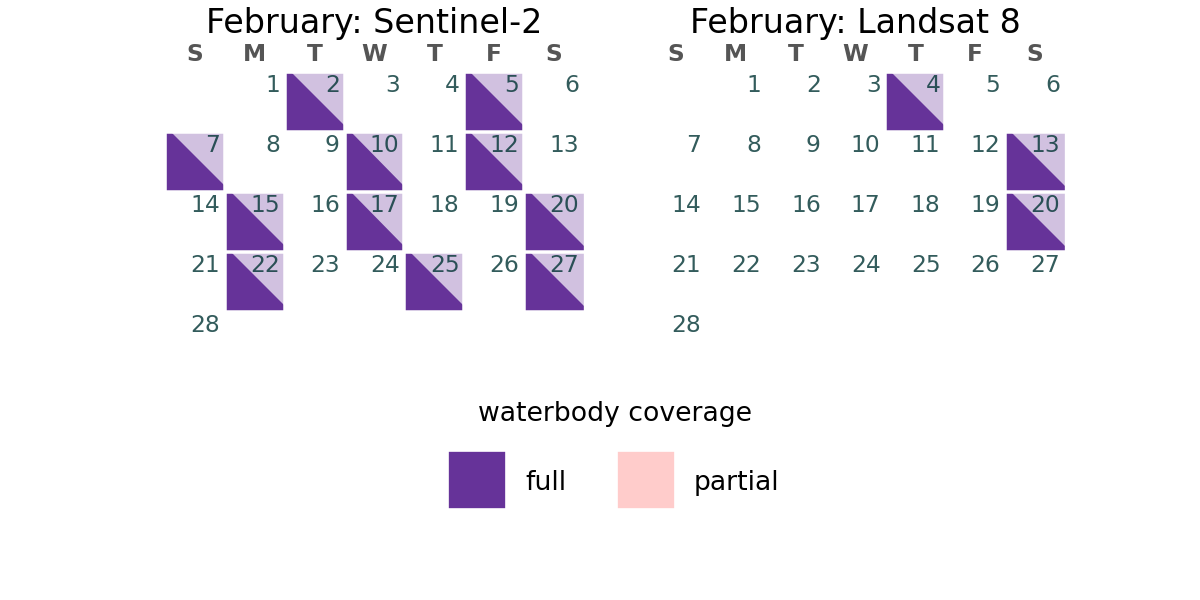 February: Sentinel-2
S M T W T F S
1 2 3 4 5 6
7 8 9 10 11 12 13
14 15 16 17 18 19 20
21 22 23 24 25 26 27
28
February: Landsat 8
S M T W T F S
1 2 3 4 5 6
7 8 9 10 11 12 13
14 15 16 17 18 19 20
21 22 23 24 25 26 27
28
waterbody coverage
full partial